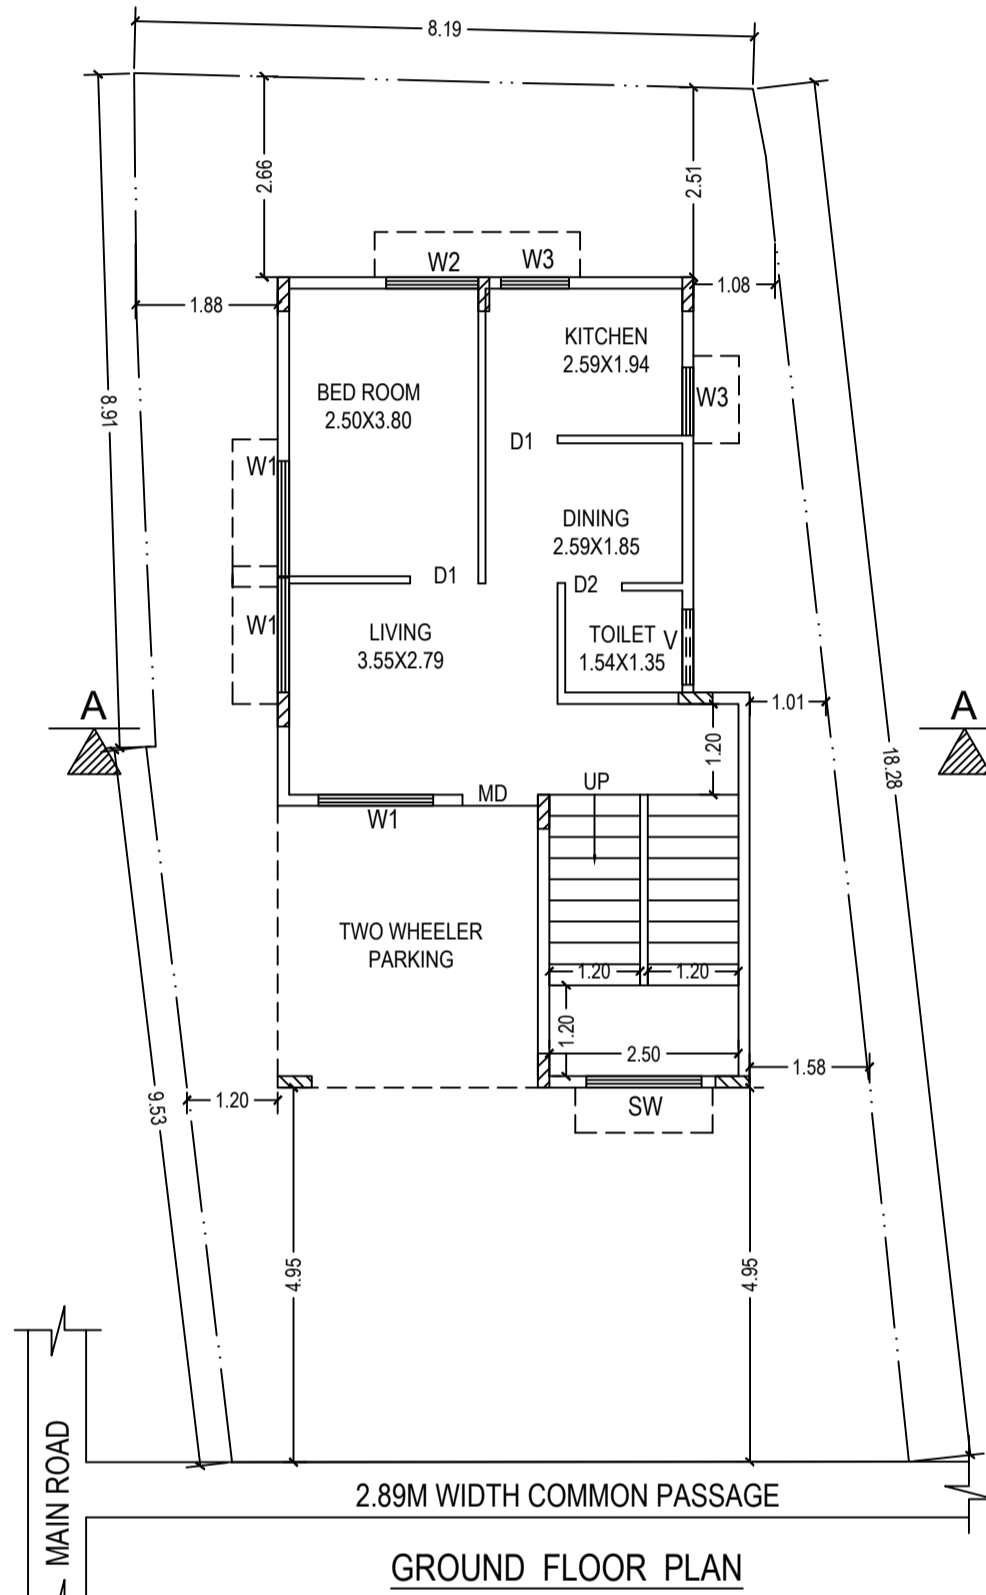 8.19
2.66
2.51
W2
W3
1.88
1.08
KITCHEN
2.59X1.94
BED ROOM
2.50X3.80
W3
8.91
D1
W1
DINING
2.59X1.85
D1
D2
W1
LIVING
3.55X2.79
TOILET
1.54X1.35
V
A
1.01
A
1.20
18.28
UP
MD
W1
TWO WHEELER
PARKING
1.20
1.20
1.20
2.50
1.58
9.53
1.20
SW
4.95
4.95
MAIN ROAD
2.89M WIDTH COMMON PASSAGE
GROUND FLOOR PLAN